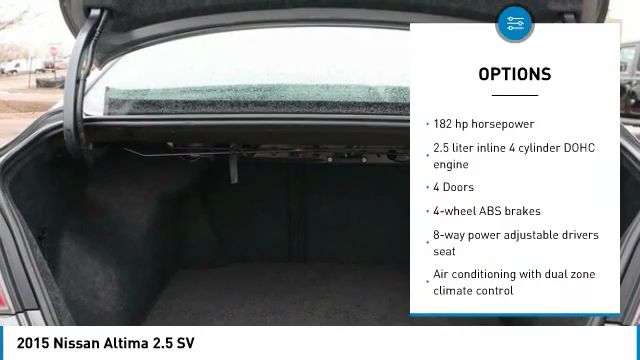 OPTIONS
182 hp horsepower
2.5 liter inline 4 cylinder DOHC
engine
4 Doors
4-wheel ABS brakes
8-way power adjustable drivers
seat
Air conditioning with dual zone
climate control
2015 Nissan Altima 2.5 SV